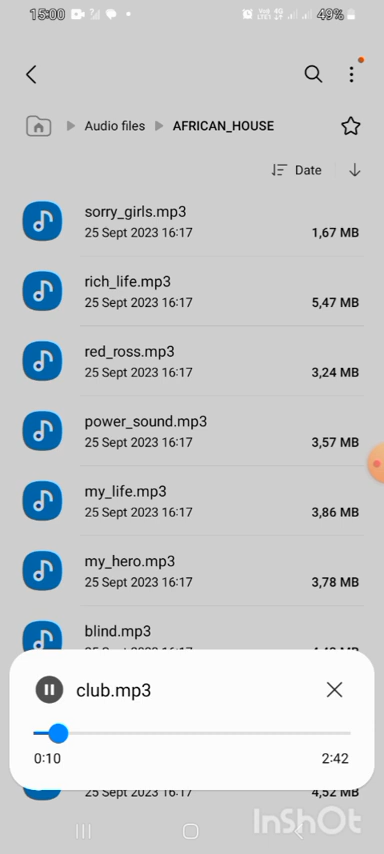 15:00 49%
Audio files AFRICAN_HOUSE
Date
sorry_girls.mp3
25 Sept 2023 16:17 1,67 MB
rich_life.mp3
25 Sept 2023 16:17 5,47 MB
red_ross.mp3
25 Sept 2023 16:17 3,24 MB
power_sound.mp3
25 Sept 2023 16:17 3,57 MB
my_life.mp3
25 Sept 2023 16:17 3,86 MB
my_hero.mp3
25 Sept 2023 16:17 3,78 MB
blind.mp3
club.mp3
0:10 2:42
25 Sept 2023 16:17 4,52 MB
InShOt